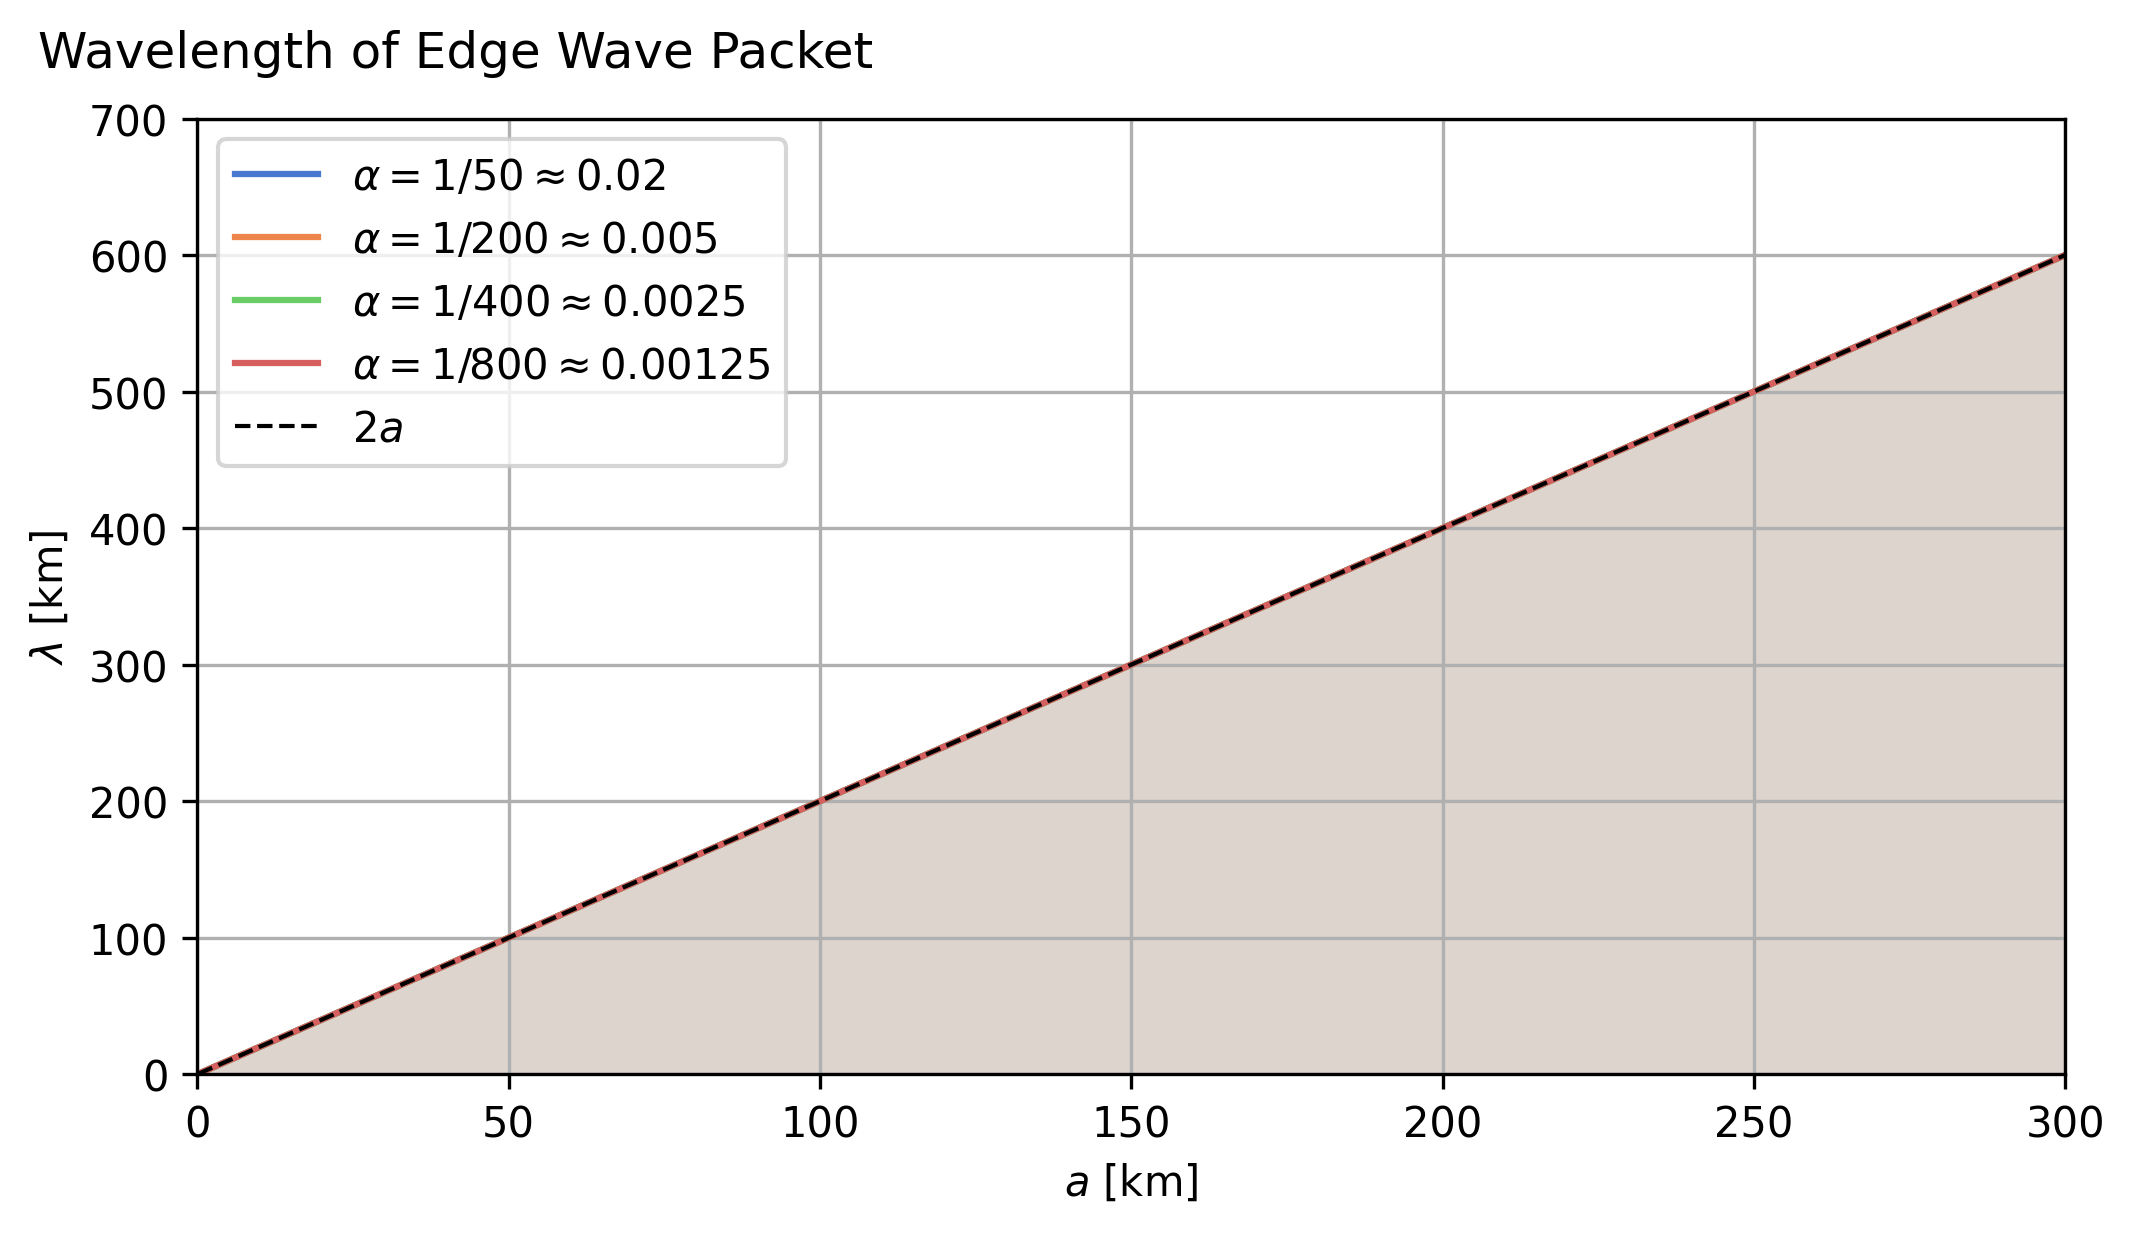 Wavelength of Edge Wave Packet
700
600
500
400
300
200
100
0
λ [km]
α = 1/50 ≈ 0.02
α = 1/200 ≈ 0.005
α = 1/400 ≈ 0.0025
α = 1/800 ≈ 0.00125
2a
0 50 100 150 200 250 300
a [km]